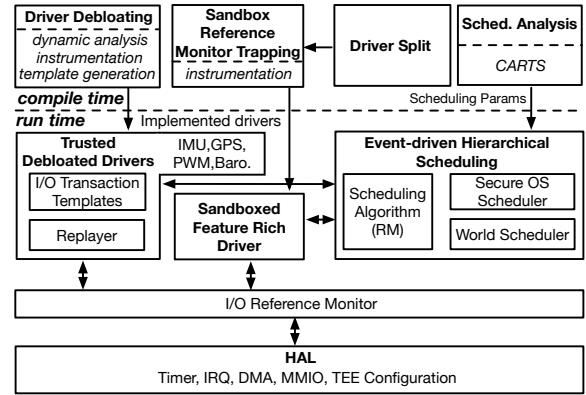 Driver Debloating
dynamic analysis
instrumentation
template generation
Sandbox
Reference
Monitor Trapping
instrumentation
Driver Split
Sched. Analysis
CARTS
compile time
Scheduling Params
run time
Implemented drivers
Trusted
Debloated Drivers
IMU,GPS,
PWM,Baro.
I/O Transaction
Templates
Replayer
Sandboxed
Feature Rich
Driver
Event-driven Hierarchical
Scheduling
Scheduling
Algorithm
(RM)
Secure OS
Scheduler
World Scheduler
I/O Reference Monitor
HAL
Timer, IRQ, DMA, MMIO, TEE Configuration